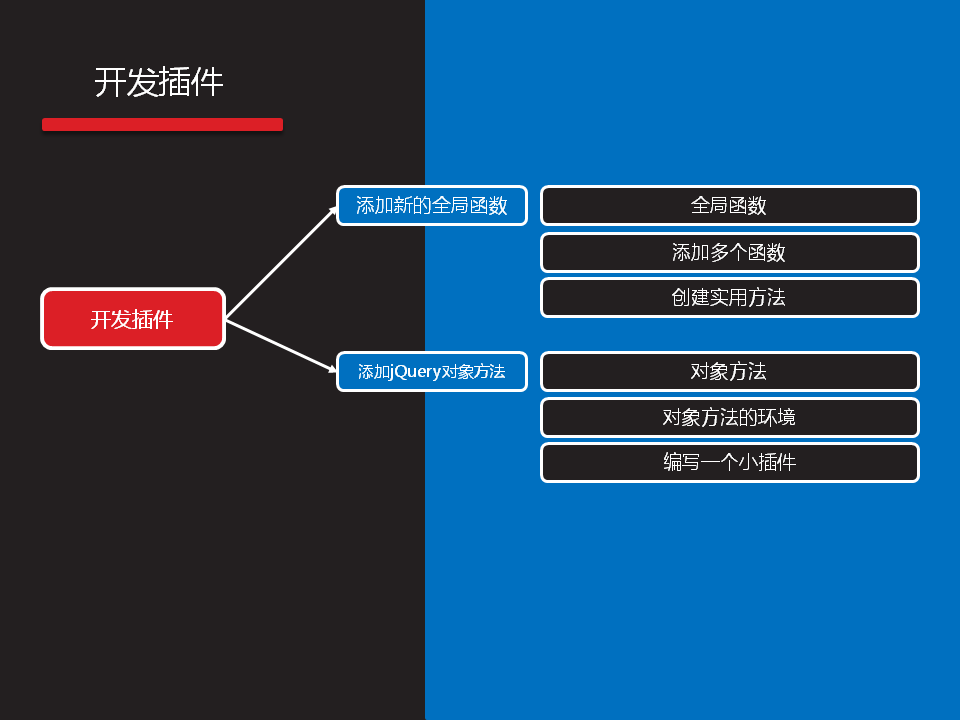 开发插件
添加新的全局函数
全局函数
添加多个函数
创建实用方法
开发插件
添加jQuery对象方法
对象方法
对象方法的环境
编写一个小插件